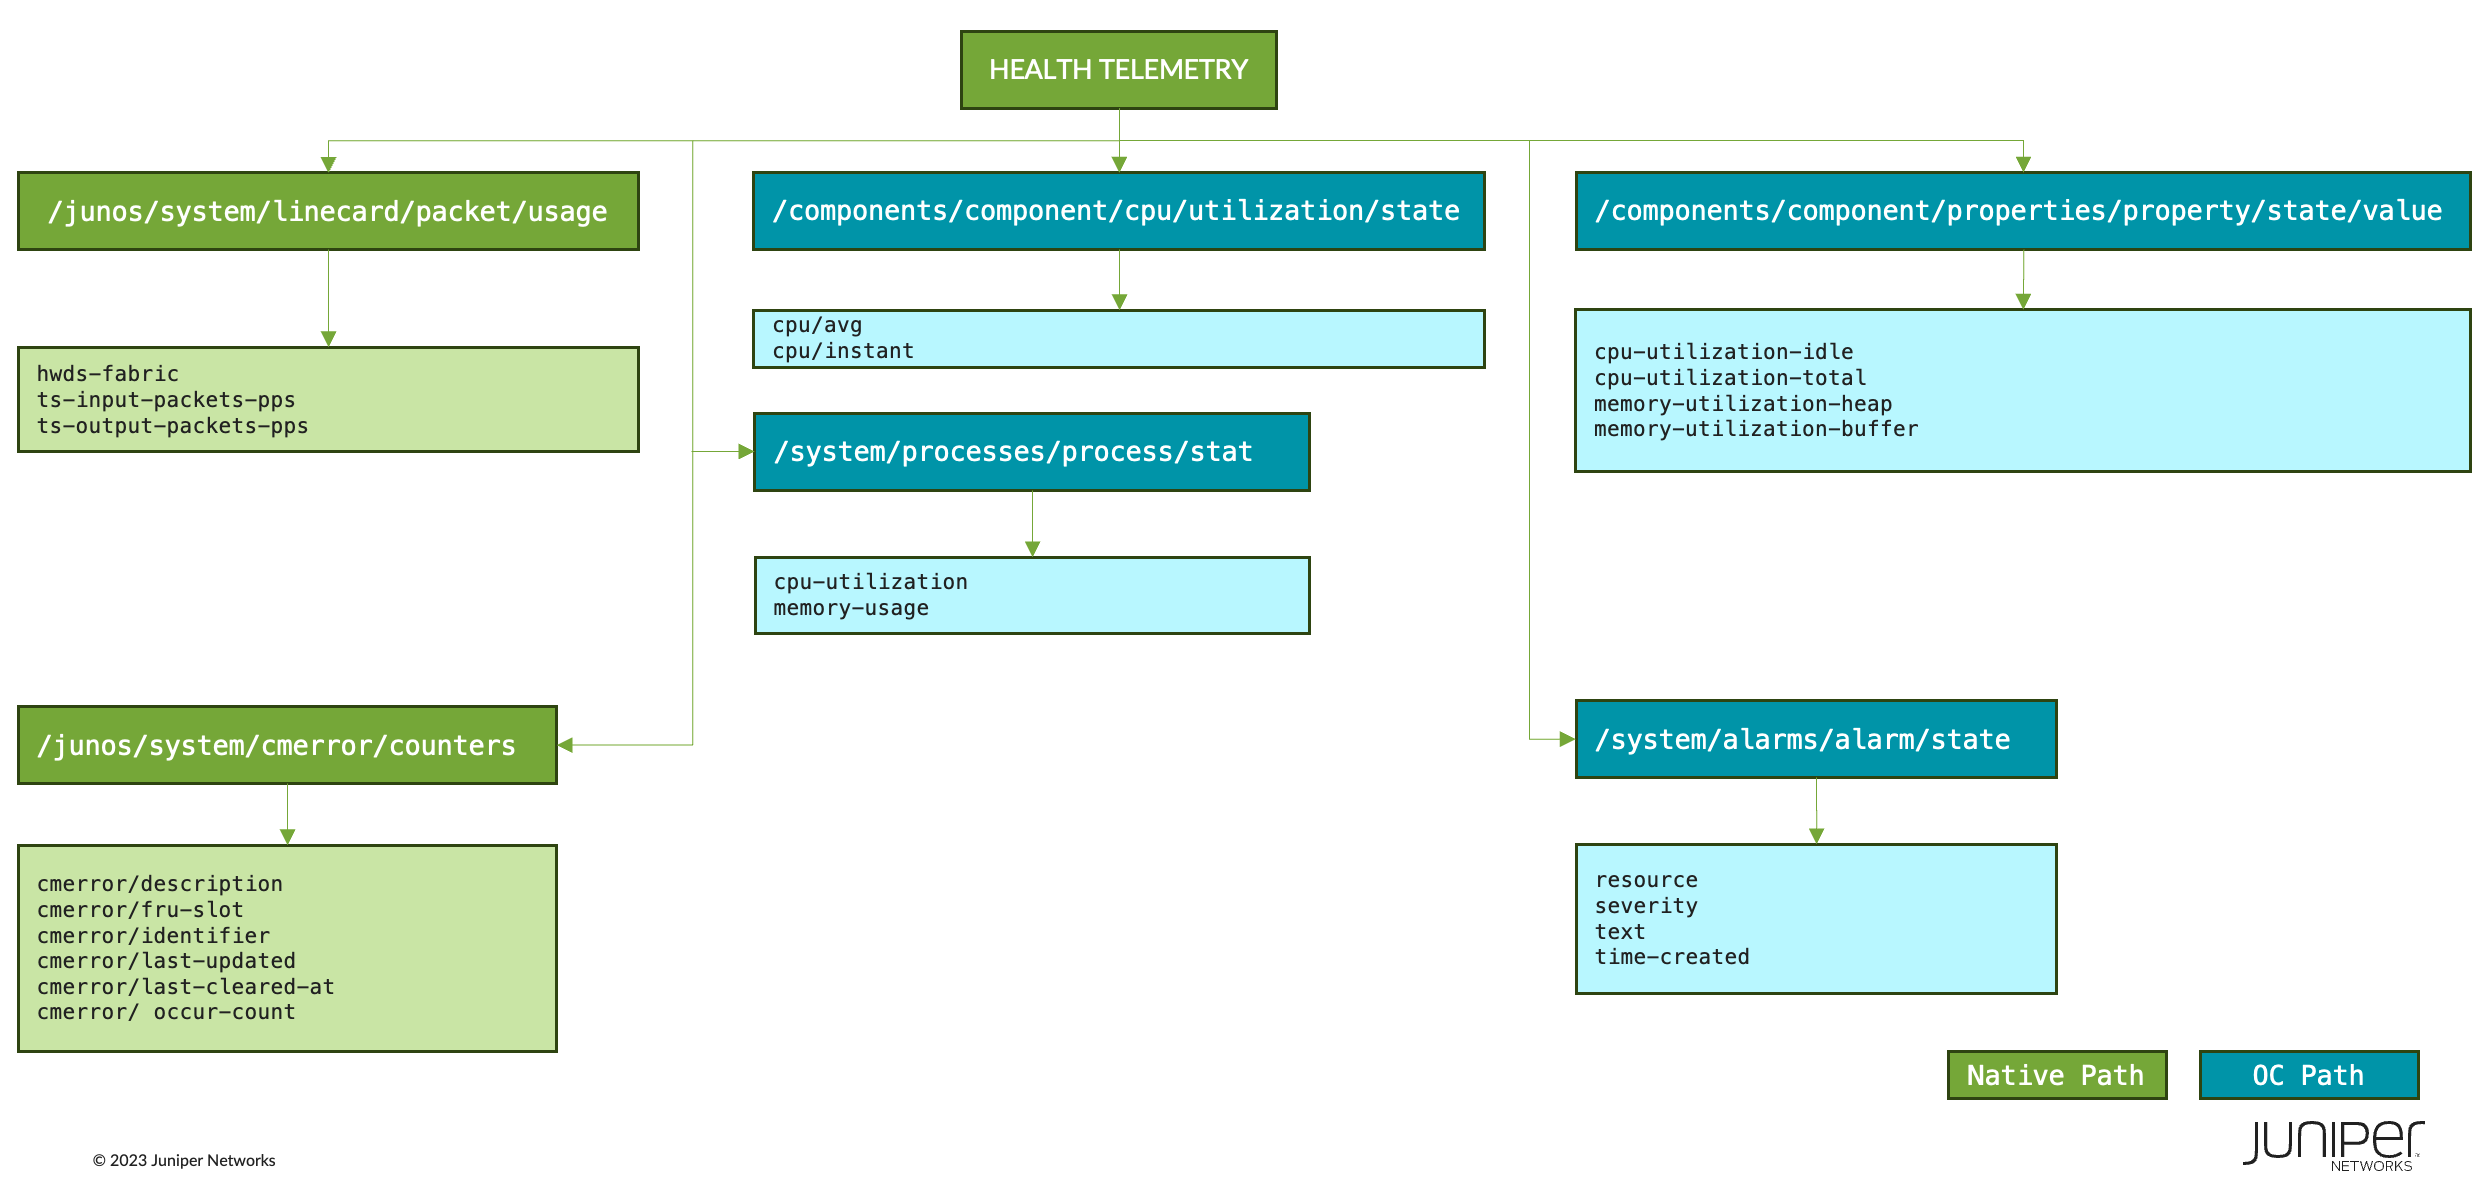 HEALTH TELEMETRY
/junos/system/linecard/packet/usage
/components/component/cpu/utilization/state
/components/component/properties/property/state/value
hwds-fabric
ts-input-packets-pps
ts-output-packets-pps
cpu/avg
cpu/instant
cpu-utilization-idle
cpu-utilization-total
memory-utilization-heap
memory-utilization-buffer
/system/processes/process/stat
cpu-utilization
memory-usage
/junos/system/cmerror/counters
/system/alarms/alarm/state
cmerror/description
cmerror/fru-slot
cmerror/identifier
cmerror/last-updated
cmerror/last-cleared-at
cmerror/ occur-count
resource
severity
text
time-created
Native Path
OC Path
© 2023 Juniper Networks
JUNIPER
NETWORKS